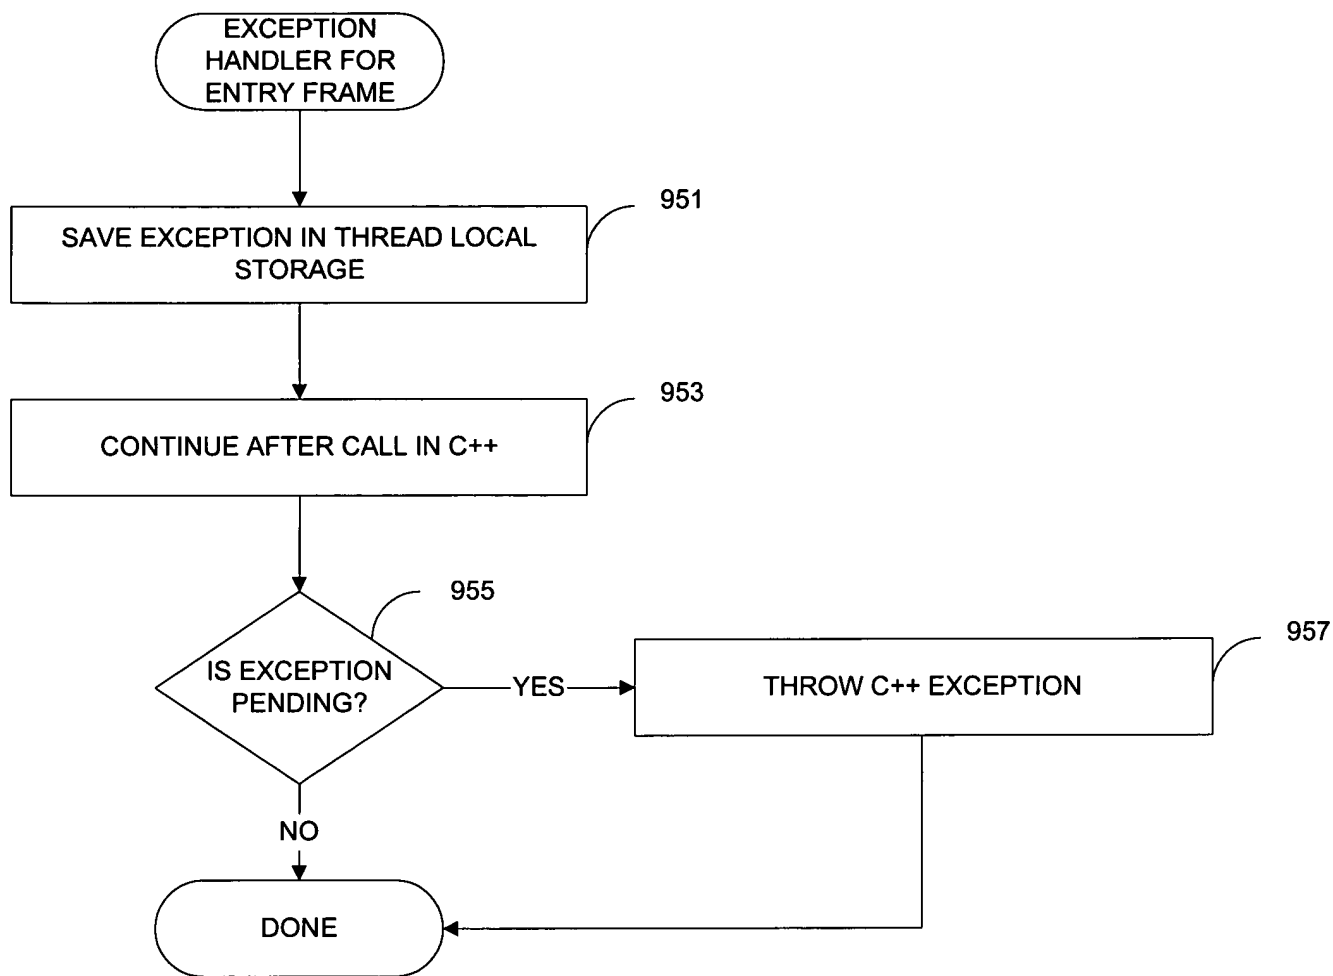 EXCEPTION
HANDLER FOR
ENTRY FRAME
951
SAVE EXCEPTION IN THREAD LOCAL
STORAGE
953
CONTINUE AFTER CALL IN C++
955
IS EXCEPTION
PENDING?
YES
957
THROW C++ EXCEPTION
NO
DONE